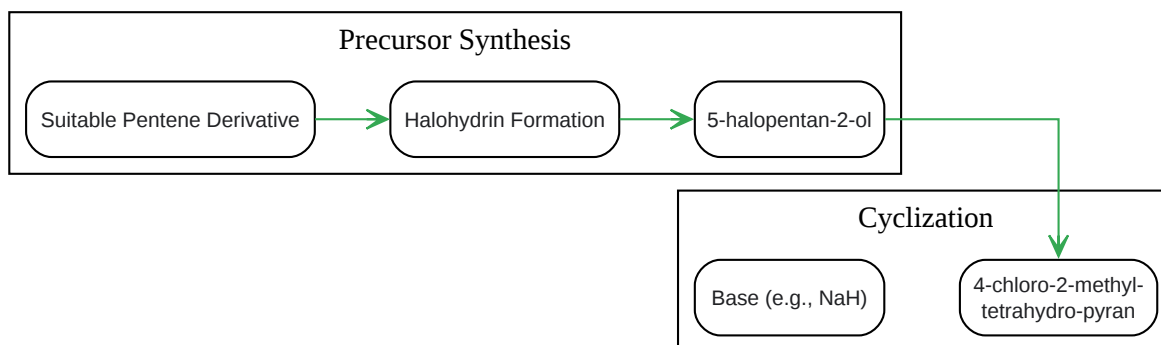 Precursor Synthesis
Suitable Pentene Derivative
Halohydrin Formation
5-halopentan-2-ol
Cyclization
Base (e.g., NaH)
4-chloro-2-methyl-
tetrahydro-pyran